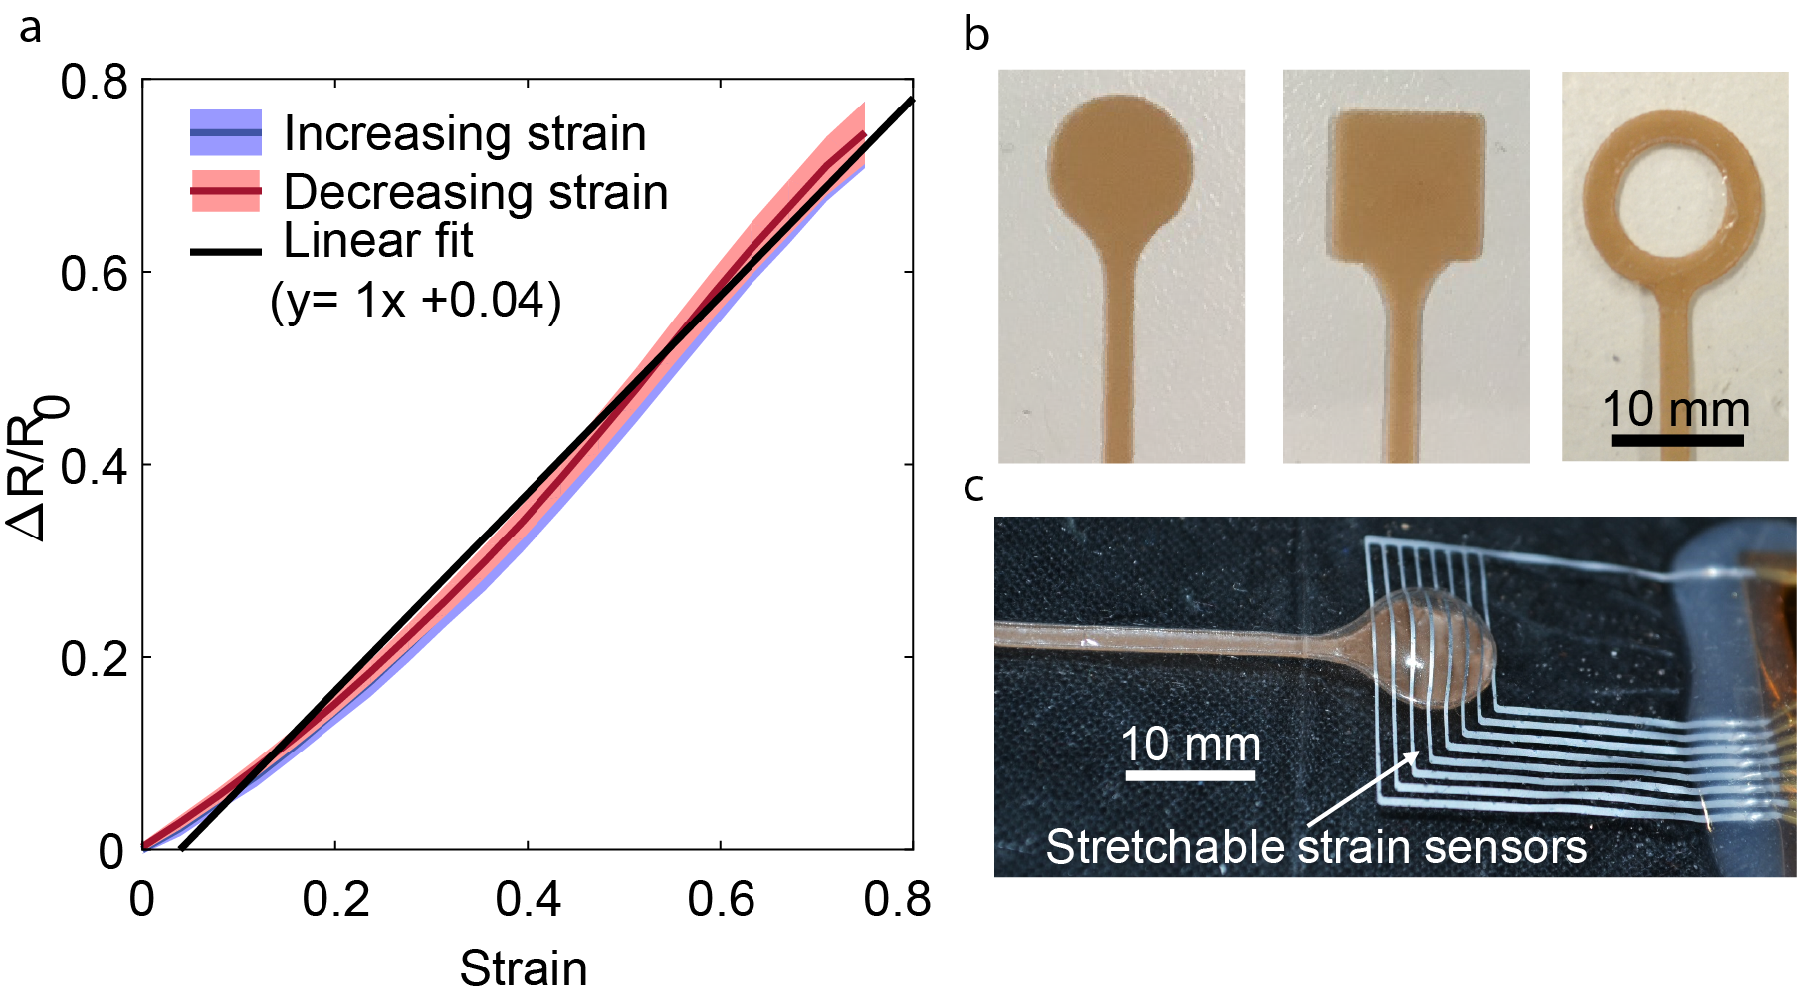 a
0.8
0.6
0.4
0.2
0
ΔR/R0
Increasing strain
Decreasing strain
Linear fit
(y= 1x +0.04)
0 0.2 0.4 0.6 0.8
Strain
b
10 mm
c
10 mm
Stretchable strain sensors